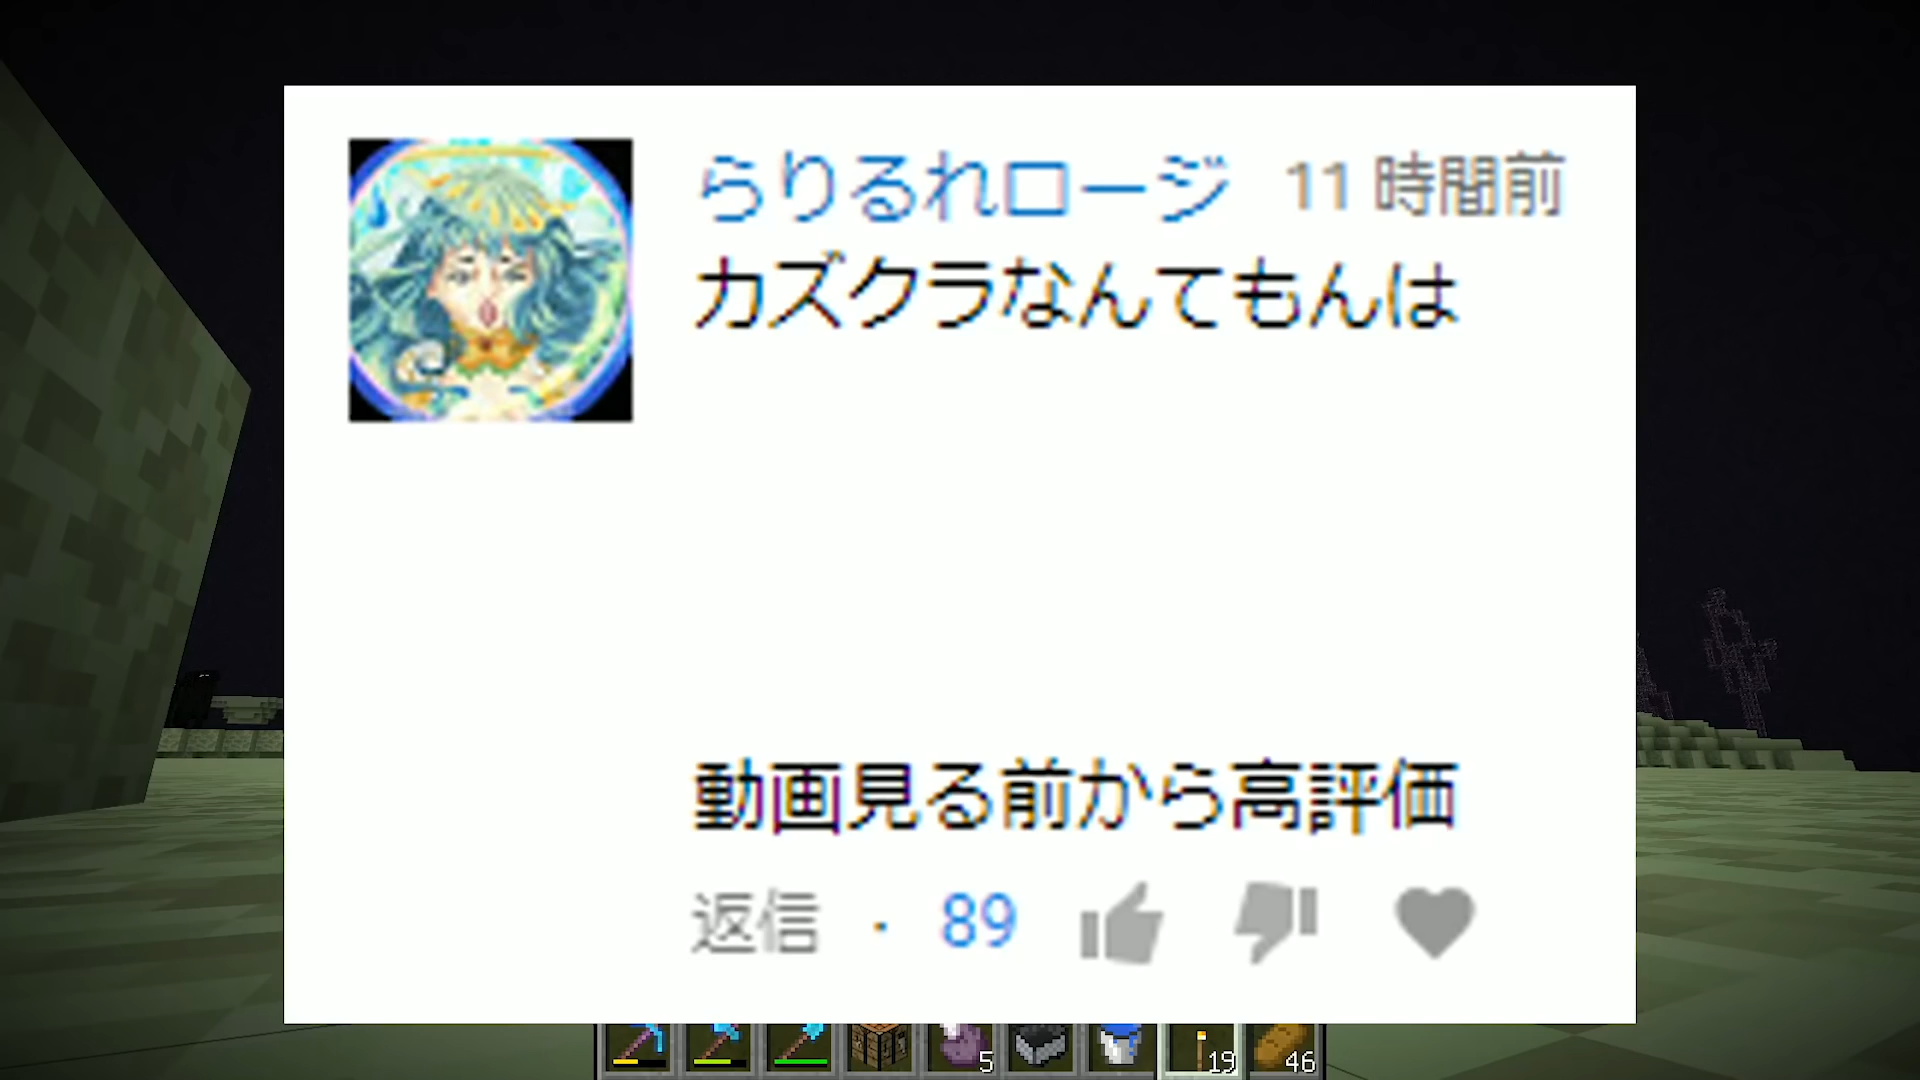 らりるれロージ 11 時間前
カズクラなんてもんは
動画見る前から高評価
返信 · 89
5 19 46